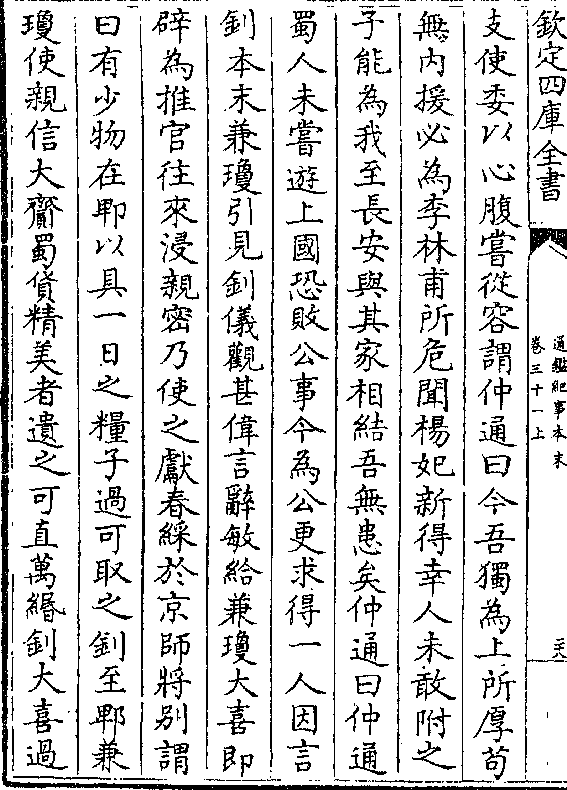 欽定四庫全書
通鑑紀事本末
卷三十一上
支使委以心腹嘗從容謂仲通曰今吾獨為上所厚苟
無内援必為李林甫所危聞楊妃新得幸人未敢附之
子能為我至長安與其家相結吾無患矣仲通曰仲通
蜀人未嘗遊上國恐敗公事今為公更求得一人因言
釗本末兼瓊引見釗儀觀甚偉言辭敏給兼瓊大喜即
辟為推官往來浸親密乃使之獻春綵於京師將別謂
曰有少物在郫以具一日之糧子過可取之釗至郫兼
瓊使親信大齎蜀貨精美者遺之可直萬緡釗大喜過